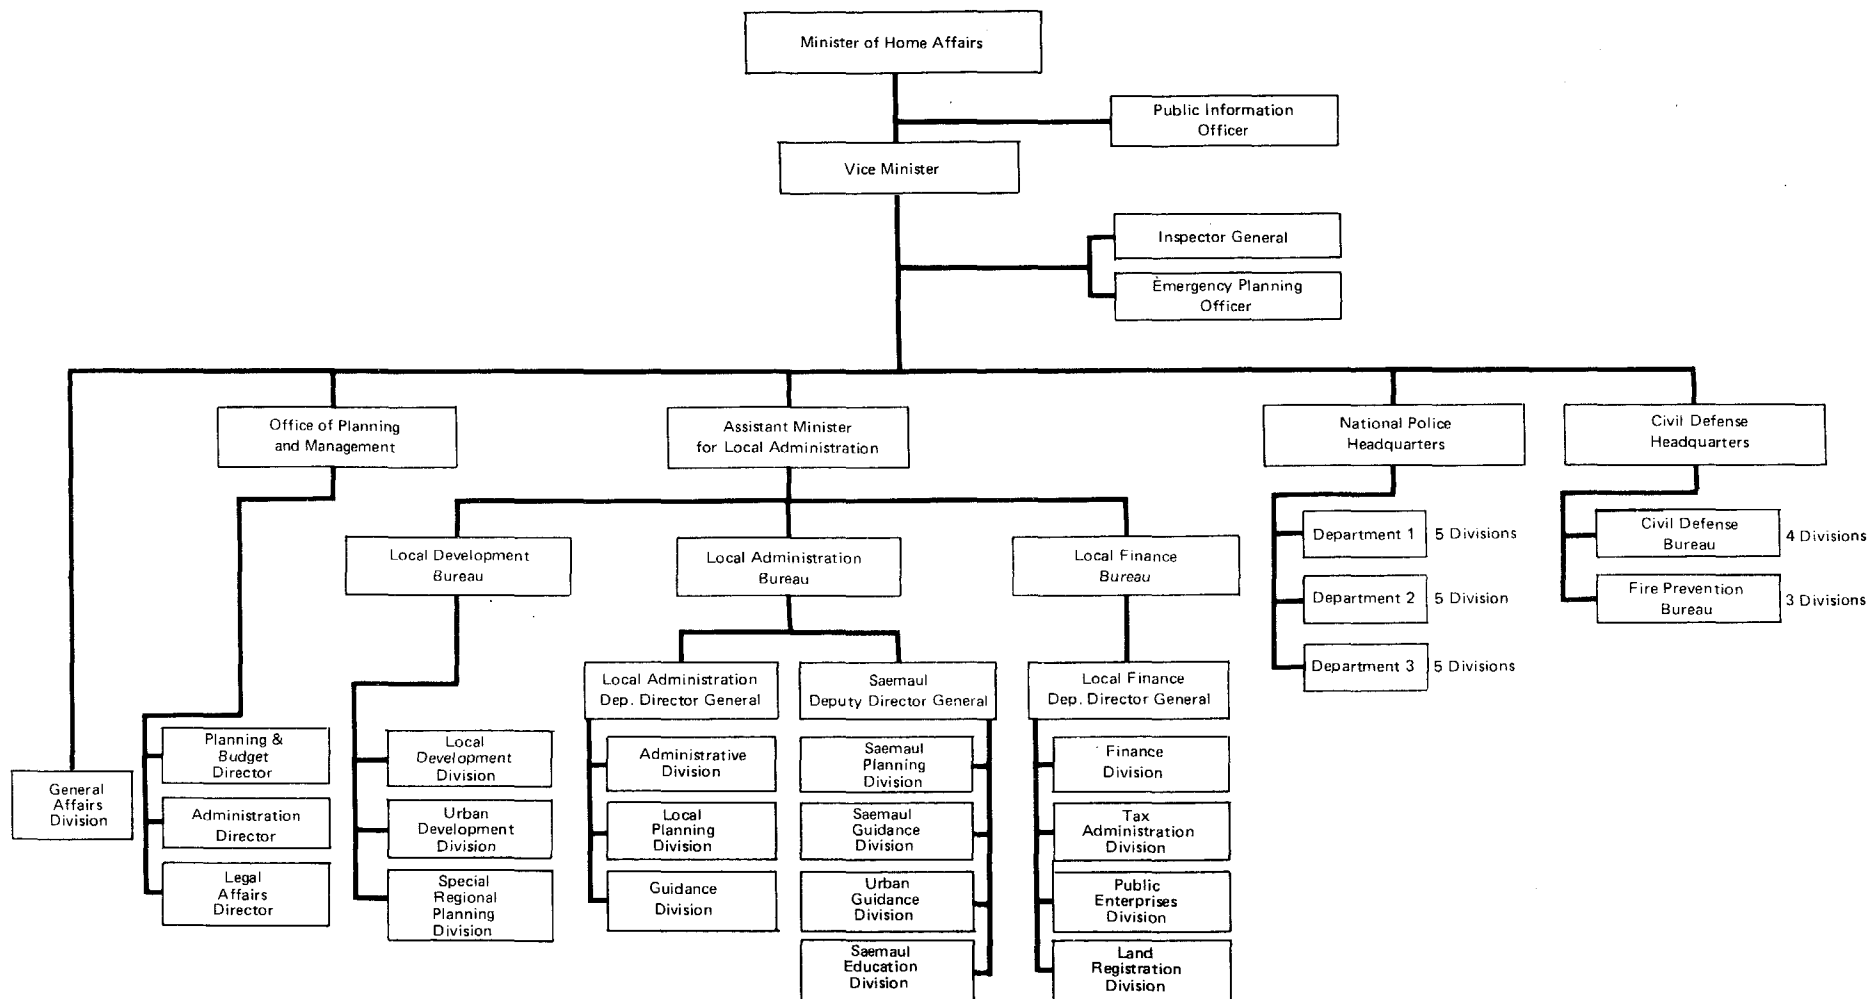 Minister of Home Affairs
Public Information
Officer
Vice Minister
Inspector General
Emergency Planning
Officer
Office of Planning
and Management
Assistant Minister
for Local Administration
National Police
Headquarters
Civil Defense
Headquarters
Local Development
Bureau
Local Administration
Bureau
Local Finance
Bureau
Department 1
5 Divisions
Department 2
5 Division
Department 3
5 Divisions
Civil Defense
Bureau
4 Divisions
Fire Prevention
Bureau
3 Divisions
Local Administration
Dep. Director General
Saemaul
Deputy Director General
Local Finance
Dep. Director General
General
Affairs
Division
Planning &
Budget
Director
Administration
Director
Legal
Affairs
Director
Local
Development
Division
Urban
Development
Division
Special
Regional
Planning
Division
Administrative
Division
Local
Planning
Division
Guidance
Division
Saemaul
Planning
Division
Saemaul
Guidance
Division
Urban
Guidance
Division
Saemaul
Education
Division
Finance
Division
Tax
Administration
Division
Public
Enterprises
Division
Land
Registration
Division